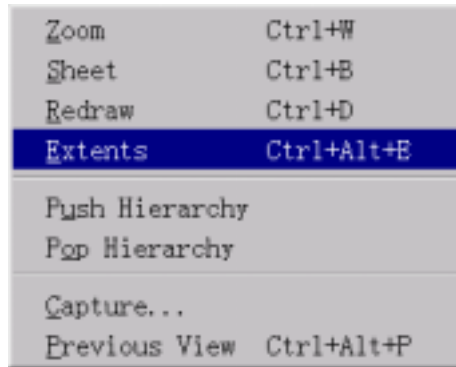 Zoom Ctrl+W
Sheet Ctrl+B
Redraw Ctrl+D
Extents Ctrl+Alt+E
Push Hierarchy
Pop Hierarchy
Capture...
Previous View Ctrl+Alt+P